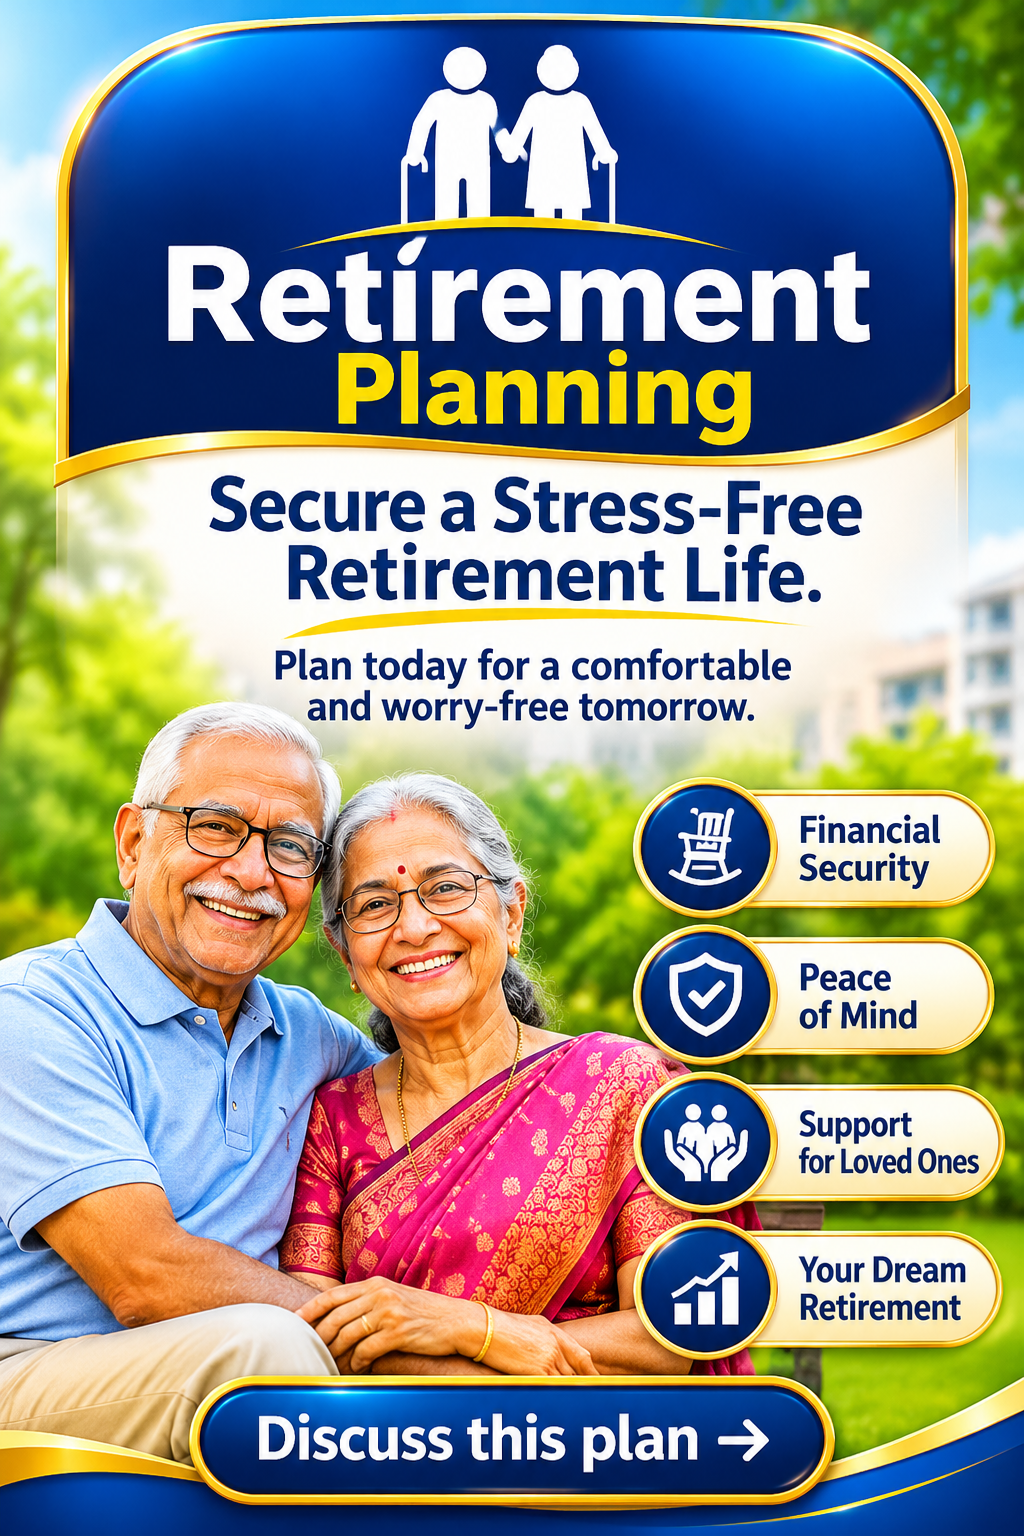 Retirement
Planning
Secure a Stress-Free
Retirement Life.
Plan today for a comfortable
and worry-free tomorrow.
Financial
Security
Peace
of Mind
Support
for Loved Ones
Your Dream
Retirement
Discuss this plan →